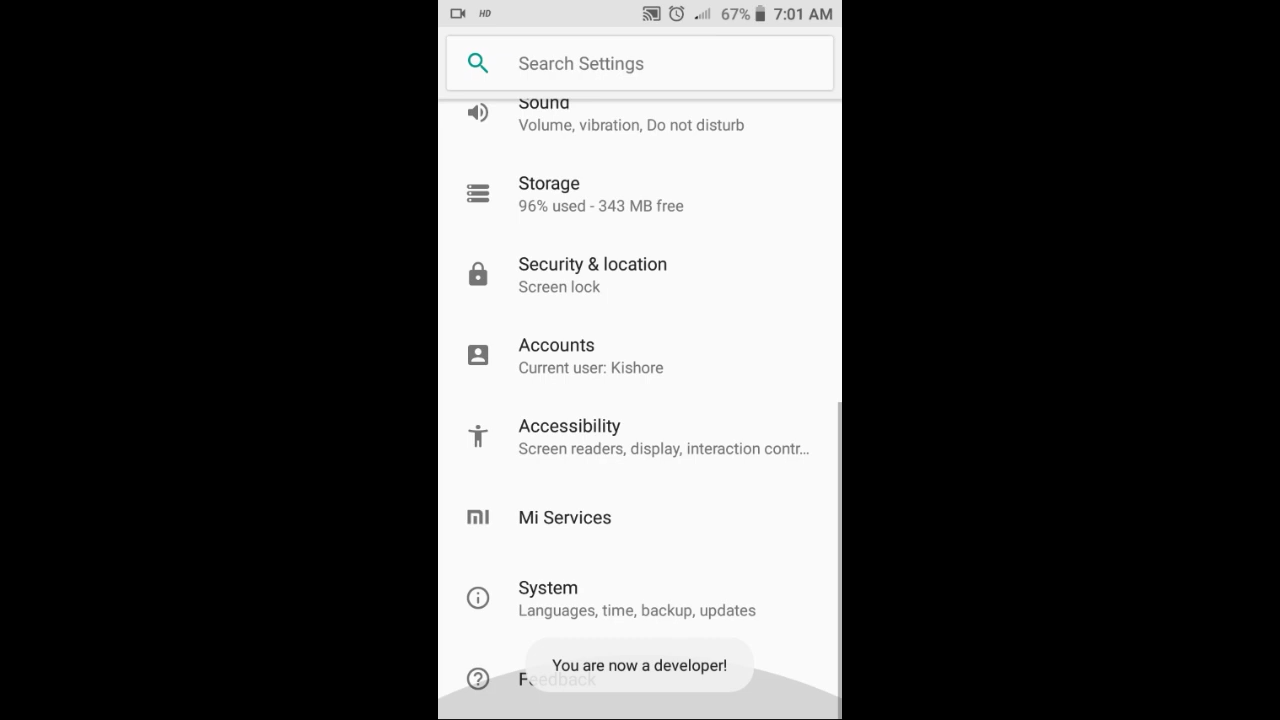 HD 67% 7:01 AM
Search Settings
Sound
Volume, vibration, Do not disturb
Storage
96% used - 343 MB free
Security & location
Screen lock
Accounts
Current user: Kishore
Accessibility
Screen readers, display, interaction contr...
Mi Services
System
Languages, time, backup, updates
You are now a developer!
Feedback